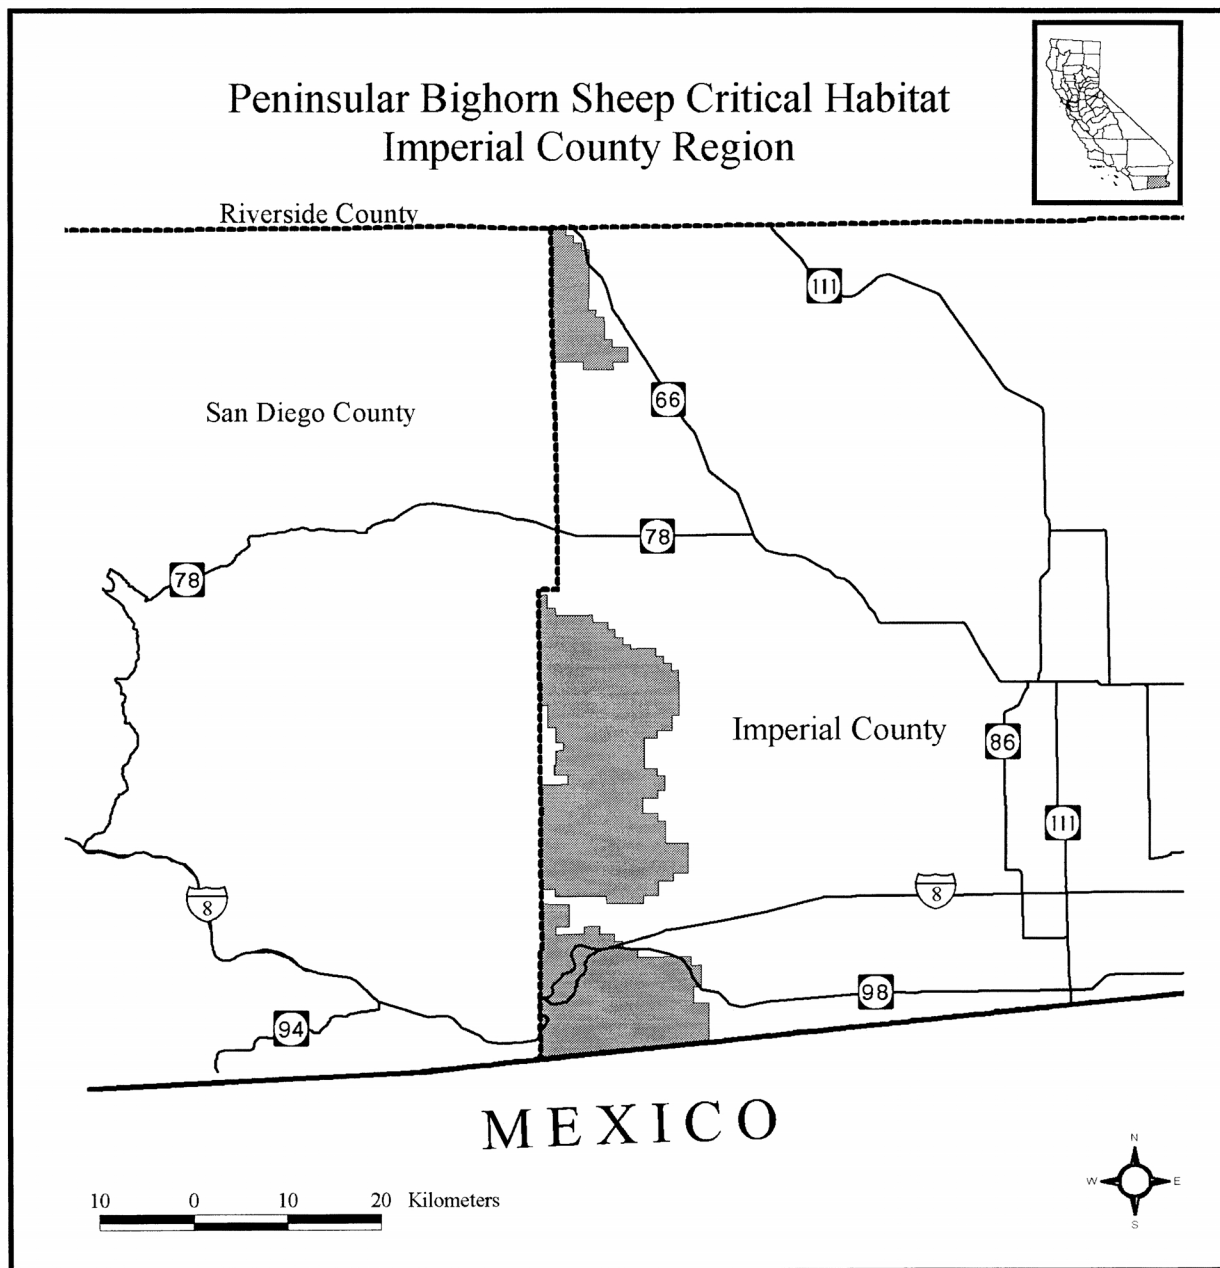 Peninsular Bighorn Sheep Critical Habitat
Imperial County Region
Riverside County
111
66
San Diego County
78
78
Imperial County
86
111
8
8
98
94
MEXICO
N
W E
S
10 0 10 20 Kilometers